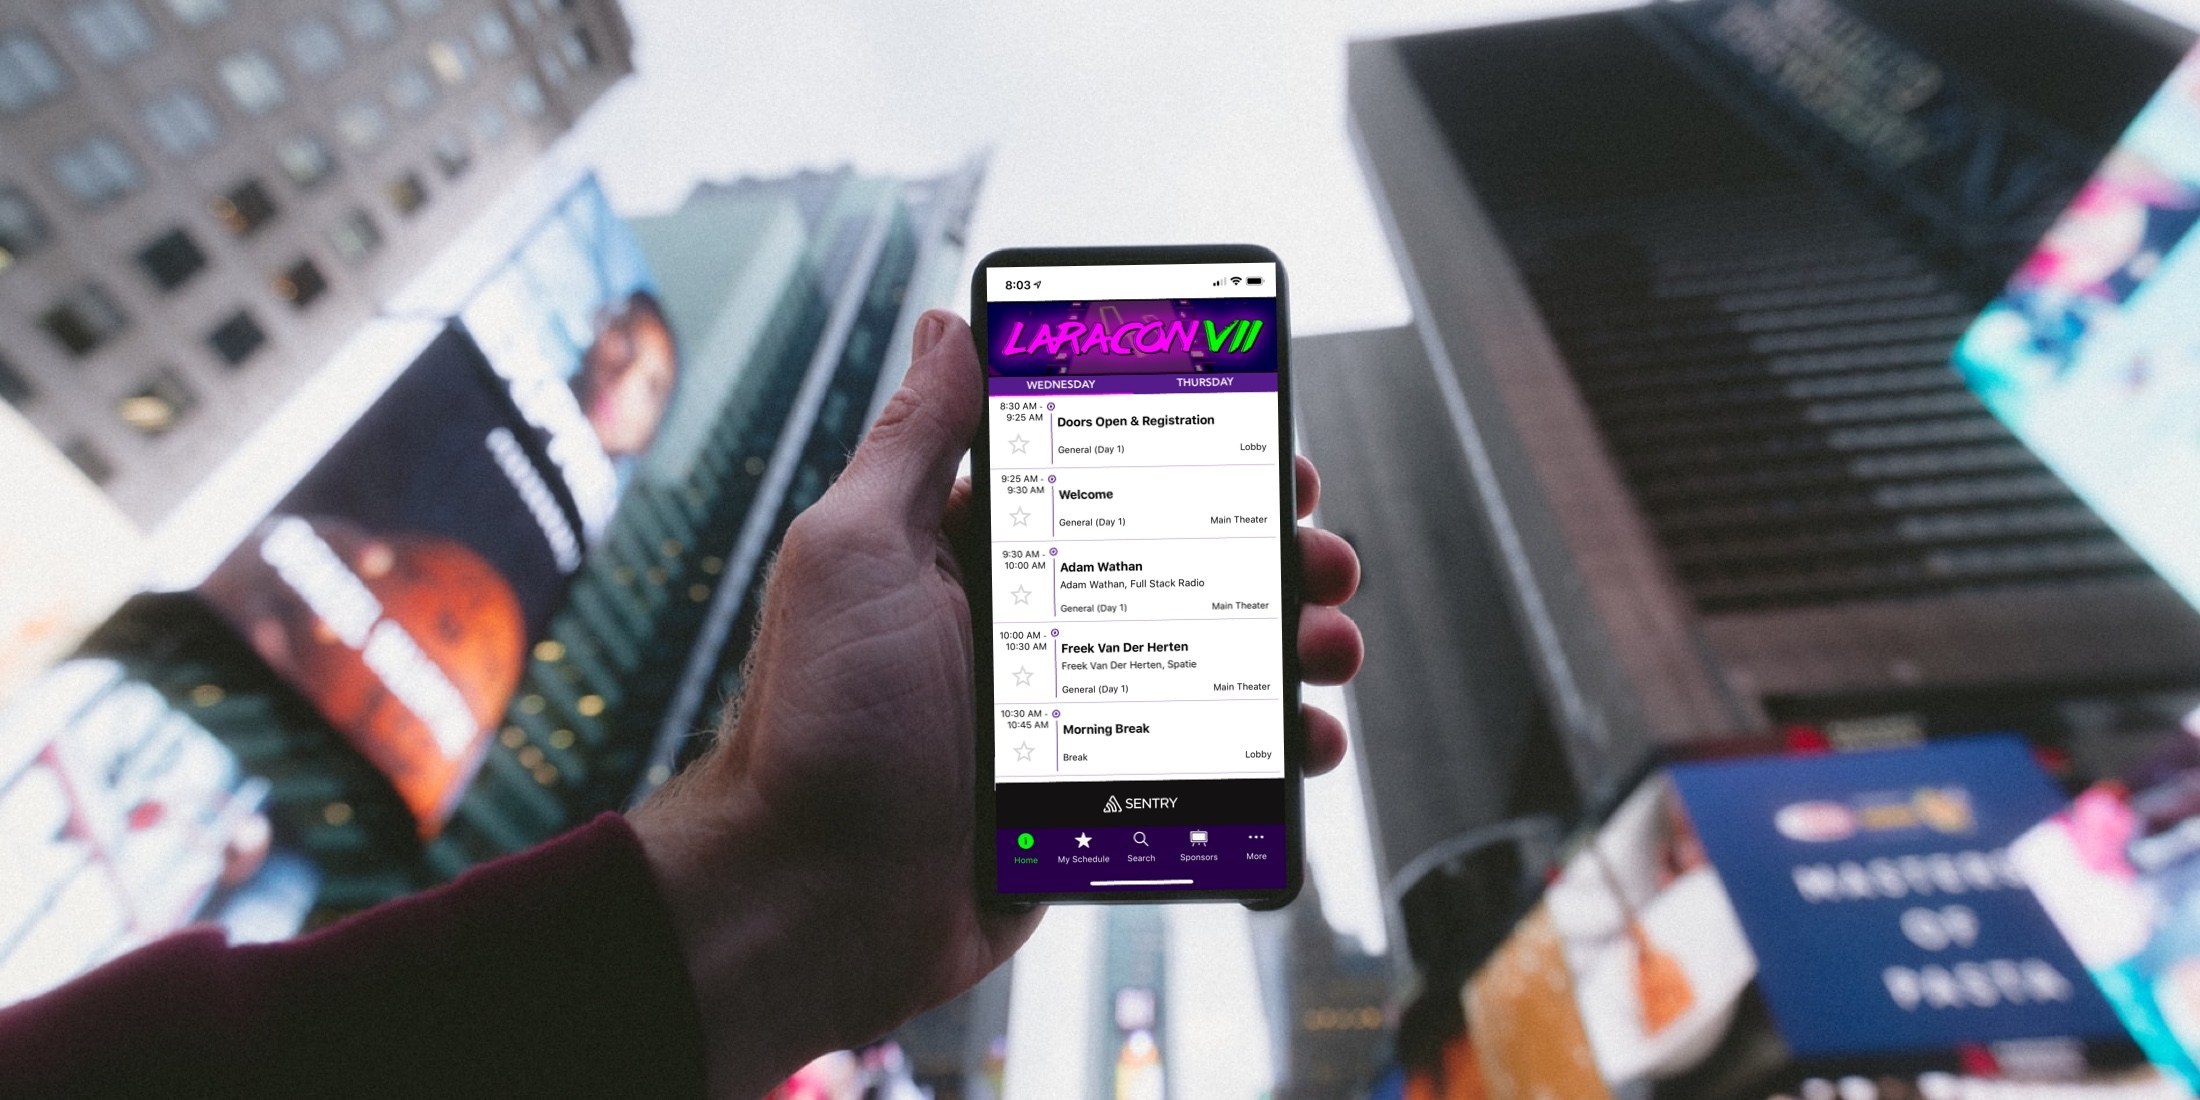 8:03
LARACON VII
WEDNESDAY THURSDAY
8:30 AM -
9:25 AM
Doors Open & Registration
General (Day 1) Lobby
9:25 AM -
9:30 AM
Welcome
General (Day 1) Main Theater
9:30 AM -
10:00 AM
Adam Wathan
Adam Wathan, Full Stack Radio
General (Day 1) Main Theater
10:00 AM -
10:30 AM
Freek Van Der Herten
Freek Van Der Herten, Spatie
General (Day 1) Main Theater
10:30 AM -
10:45 AM
Morning Break
Break Lobby
SENTRY
Home My Schedule Search Sponsors More
MASTERS
OF
PASTA